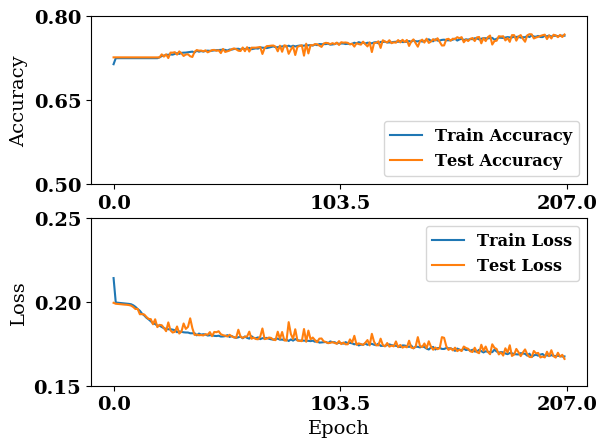 0.80
0.65
0.50
Accuracy
Train Accuracy
Test Accuracy
0.0 103.5 207.0
0.25
0.20
0.15
Loss
Train Loss
Test Loss
0.0 103.5 207.0
Epoch